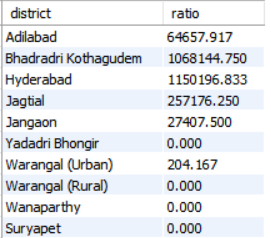 district ratio
Adilabad 64657.917
Bhadradri Kothagudem 1068144.750
Hyderabad 1150196.833
Jagtial 257176.250
Jangaon 27407.500
Yadadri Bhongir 0.000
Warangal (Urban) 204.167
Warangal (Rural) 0.000
Wanaparthy 0.000
Suryapet 0.000